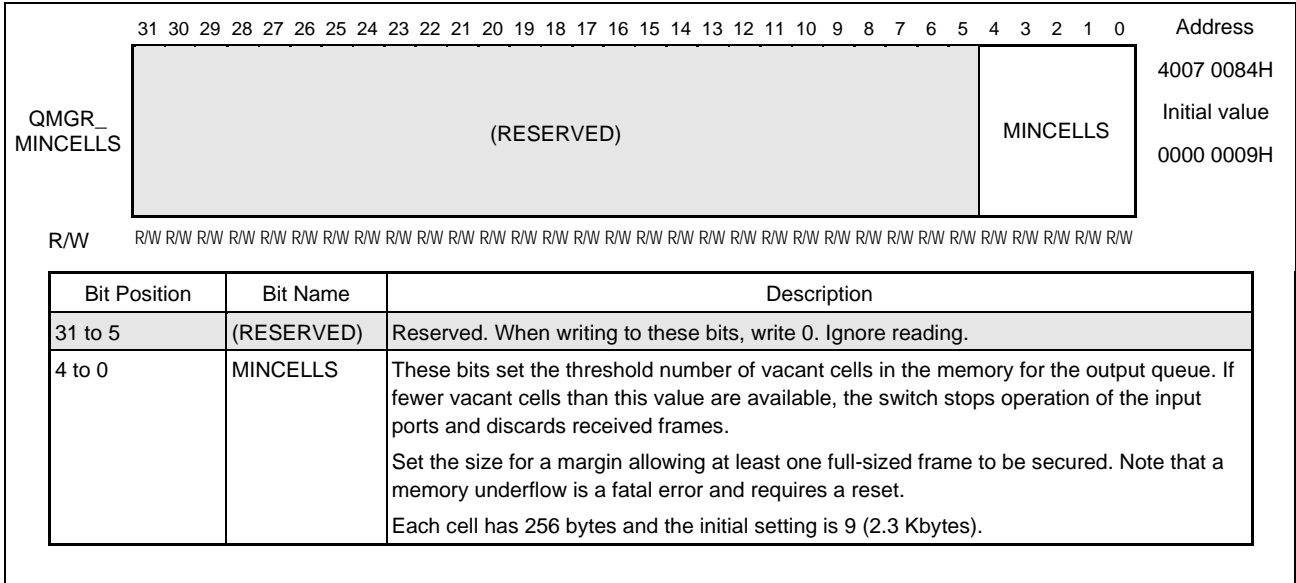 31 30 29 28 27 26 25 24 23 22 21 20 19 18 17 16 15 14 13 12 11 10 9 8 7 6 5 4 3 2 1 0 Address
4007 0084H
QMGR_
MINCELLS
(RESERVED)
MINCELLS
Initial value
0000 0009H
R/W R/W R/W R/W R/W R/W R/W R/W R/W R/W R/W R/W R/W R/W R/W R/W R/W R/W R/W R/W R/W R/W R/W R/W R/W R/W R/W R/W R/W R/W R/W R/W R/W
Bit Position Bit Name Description
31 to 5 (RESERVED) Reserved. When writing to these bits, write 0. Ignore reading.
4 to 0 MINCELLS These bits set the threshold number of vacant cells in the memory for the output queue. If
fewer vacant cells than this value are available, the switch stops operation of the input
ports and discards received frames.
Set the size for a margin allowing at least one full-sized frame to be secured. Note that a
memory underflow is a fatal error and requires a reset.
Each cell has 256 bytes and the initial setting is 9 (2.3 Kbytes).